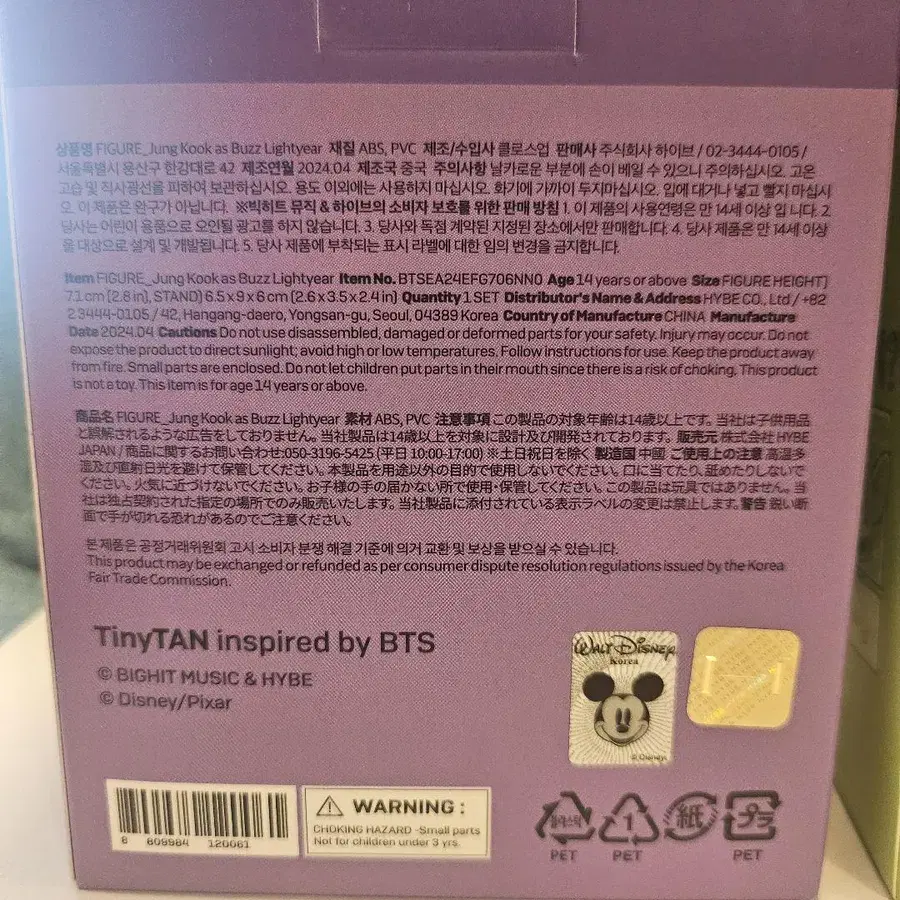 상품명 FIGURE_Jung Kook as Buzz Lightyear 재질 ABS, PVC 제조/수입사 클로스업 판매사 주식회사 하이브 / 02-3444-0105 /
서울특별시 용산구 한강대로 42 제조연월 2024.04 제조국 중국 주의사항 날카로운 부분에 손이 베일 수 있으니 주의하십시오. 고온
고습 및 직사광선을 피하여 보관하십시오. 용도 이외에는 사용하지 마십시오. 화기에 가까이 두지마십시오. 입에 대거나 넣고 빨지 마십시
오. 이 제품은 완구가 아닙니다. ※빅히트 뮤직 & 하이브의 소비자 보호를 위한 판매 방침 1. 이 제품의 사용연령은 만 14세 이상 입니다. 2.
당사는 어린이 용품으로 오인될 광고를 하지 않습니다. 3. 당사와 독점 계약된 지정된 장소에서만 판매합니다. 4. 당사 제품은 만 14세 이상
을 대상으로 설계 및 개발됩니다. 5. 당사 제품에 부착되는 표시 라벨에 대한 임의 변경을 금지합니다.
Item FIGURE_Jung Kook as Buzz Lightyear Item No. BTSEA24EFG706NN0 Age 14 years or above Size FIGURE HEIGHT)
7.1 cm (2.8 in), STAND) 6.5 x 9 x 6 cm (2.6 x 3.5 x 2.4 in) Quantity 1 SET Distributor's Name & Address HYBE CO., Ltd / +82
2 3444-0105 / 42, Hangang-daero, Yongsan-gu, Seoul, 04389 Korea Country of Manufacture CHINA Manufacture
Date 2024.04 Cautions Do not use disassembled, damaged or deformed parts for your safety. Injury may occur. Do not
expose the product to direct sunlight; avoid high or low temperatures. Follow instructions for use. Keep the product away
from fire. Small parts are enclosed. Do not let children put parts in their mouth since there is a risk of choking. This product
is not a toy. This item is for age 14 years or above.
商品名 FIGURE_Jung Kook as Buzz Lightyear 素材 ABS, PVC 注意事項 この製品の対象年齢は14歳以上です。当社は子供用品
と誤解されるような広告をしておりません。当社製品は14歳以上を対象に設計及び開発されております。販売元 株式会社 HYBE
JAPAN / 商品に関するお問い合わせ:050-3196-5425 (平日 10:00-17:00) ※土日祝日を除く 製造国 中國 ご使用上の注意 高温多
湿及び直射日光を避けて保管してください。本製品を用途以外の目的で使用しないでください。口に当てたり、舐めたりしないで
ください。火気に近づけないでください。お子様の手の届かない所で使用・保管してください。この製品は玩具ではありません。当
社は独占契約された指定の場所でのみ販売いたします。当社製品に添付されている表示ラベルの変更は禁止します。警告 鋭い断
面で手が切れる恐れがあるのでご注意ください。
본 제품은 공정거래위원회 고시 소비자 분쟁 해결 기준에 의거 교환 및 보상을 받으실 수 있습니다.
This product may be exchanged or refunded as per consumer dispute resolution regulations issued by the Korea
Fair Trade Commission.
TinyTAN inspired by BTS
© BIGHIT MUSIC & HYBE
© Disney/Pixar
WALT DISNEY
Korea
© Disney
8 809984 120061
WARNING :
CHOKING HAZARD -Small parts
Not for children under 3 yrs.
플라스틱 1 紙 プラ
PET PET PET